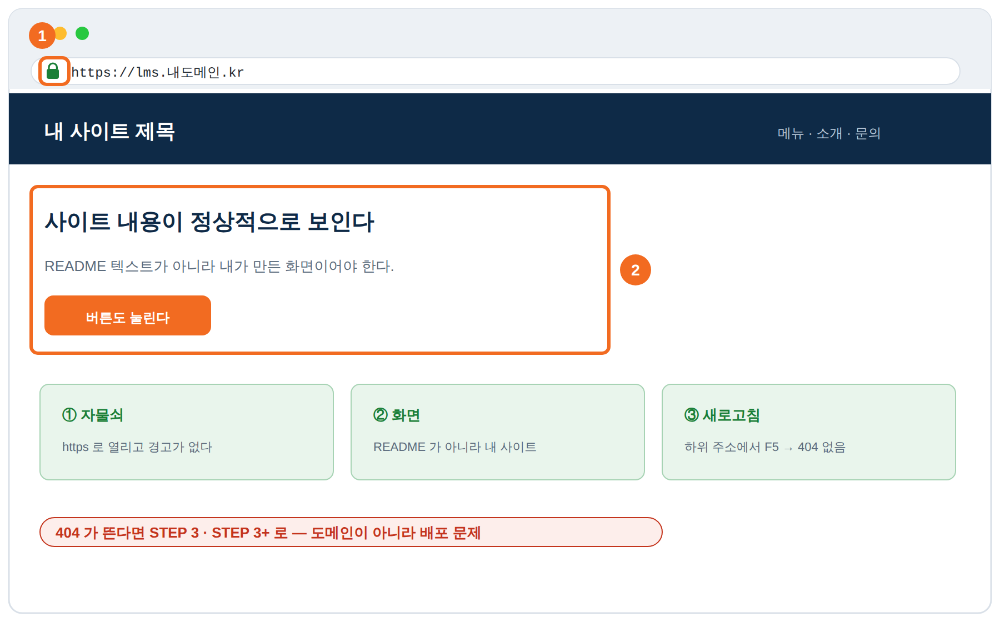 1
https://lms.내도메인.kr
내 사이트 제목
메뉴 · 소개 · 문의
사이트 내용이 정상적으로 보인다
README 텍스트가 아니라 내가 만든 화면이어야 한다.
2
버튼도 눌린다
① 자물쇠
https 로 열리고 경고가 없다
② 화면
README 가 아니라 내 사이트
③ 새로고침
하위 주소에서 F5 → 404 없음
404 가 뜬다면 STEP 3 · STEP 3+ 로 — 도메인이 아니라 배포 문제